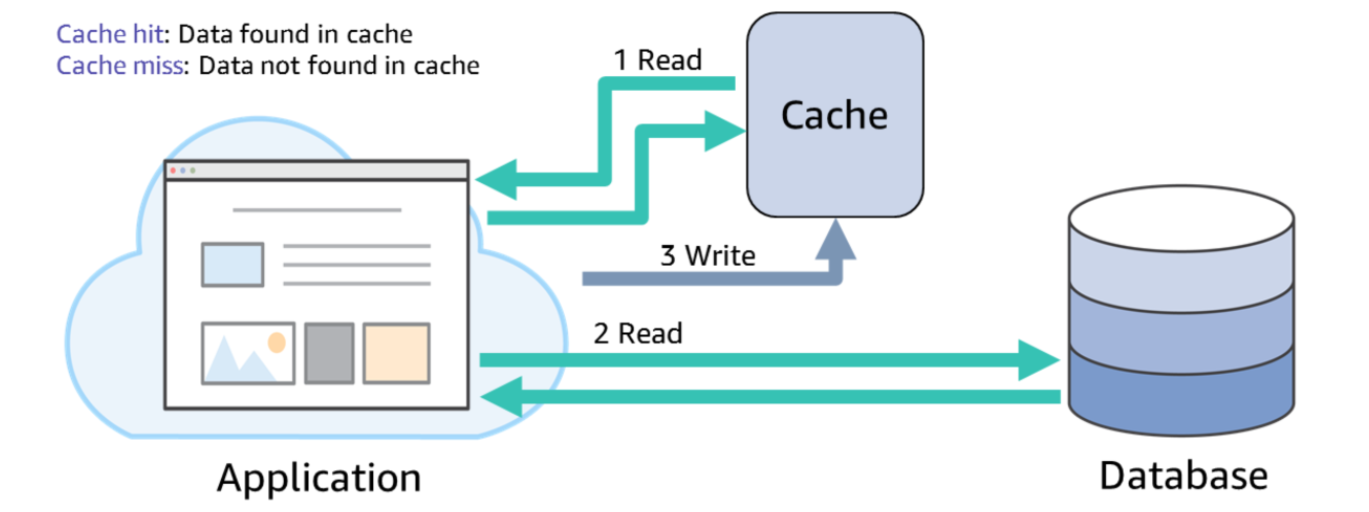 Cache hit: Data found in cache
Cache miss: Data not found in cache
1 Read
Cache
3 Write
2 Read
Application
Database